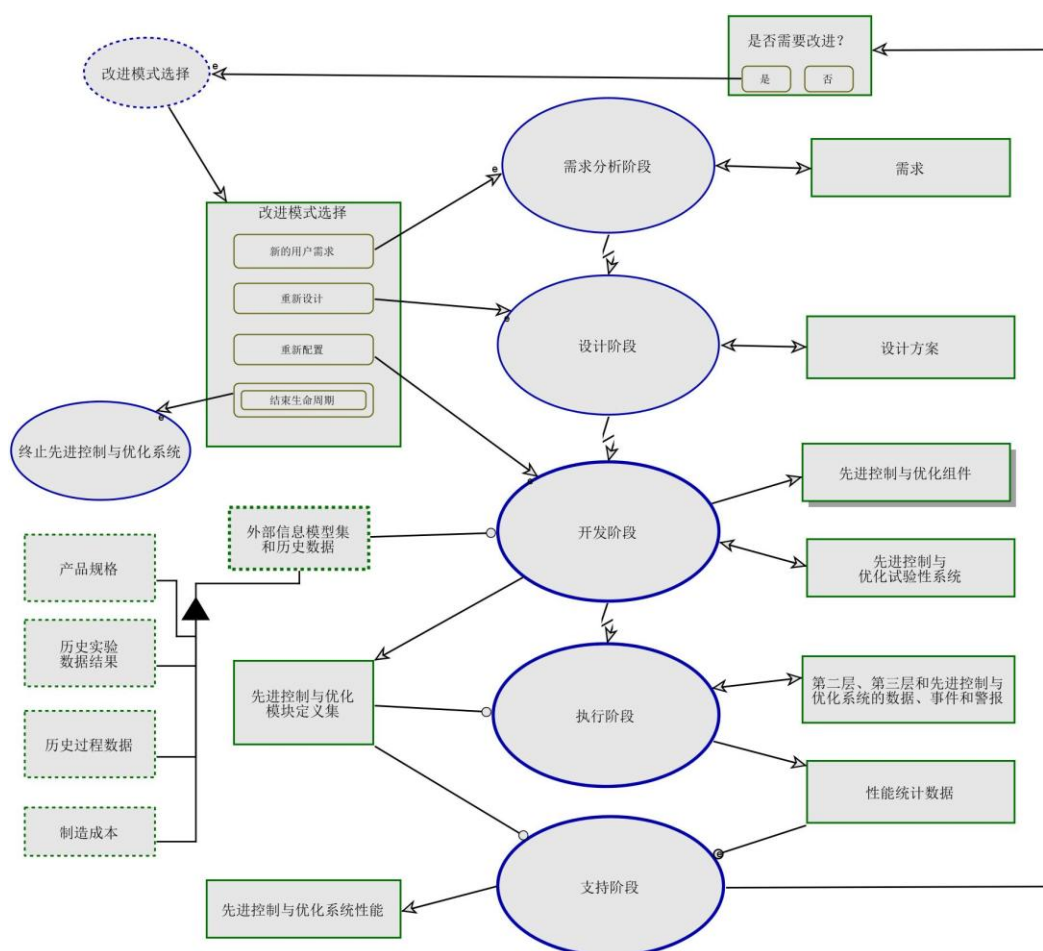 是否需要改进？
是
否
改进模式选择
e
需求分析阶段
需求
e
改进模式选择
新的用户需求
重新设计
重新配置
结束生命周期
e
设计阶段
设计方案
终止先进控制与优化系统
e
先进控制与优化组件
e
外部信息模型集
和历史数据
开发阶段
先进控制与
优化试验性系统
产品规格
历史实验
数据结果
历史过程数据
制造成本
先进控制与优化
模块定义集
执行阶段
第二层、第三层和先进控制与
优化系统的数据、事件和警报
性能统计数据
e
支持阶段
先进控制与优化系统性能